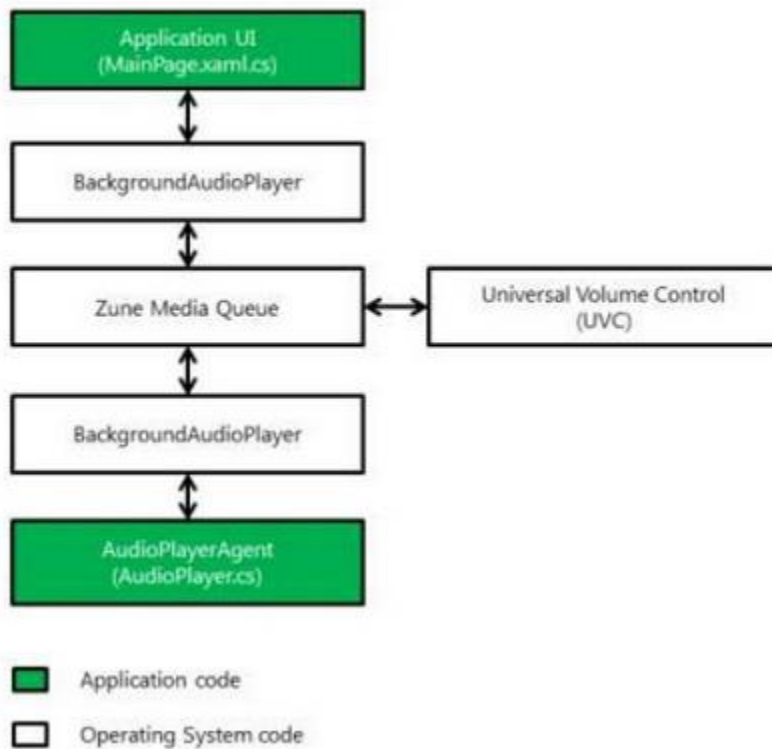 Application UI
(MainPage.xaml.cs)
BackgroundAudioPlayer
Zune Media Queue
Universal Volume Control
(UVC)
BackgroundAudioPlayer
AudioPlayerAgent
(AudioPlayer.cs)
Application code
Operating System code